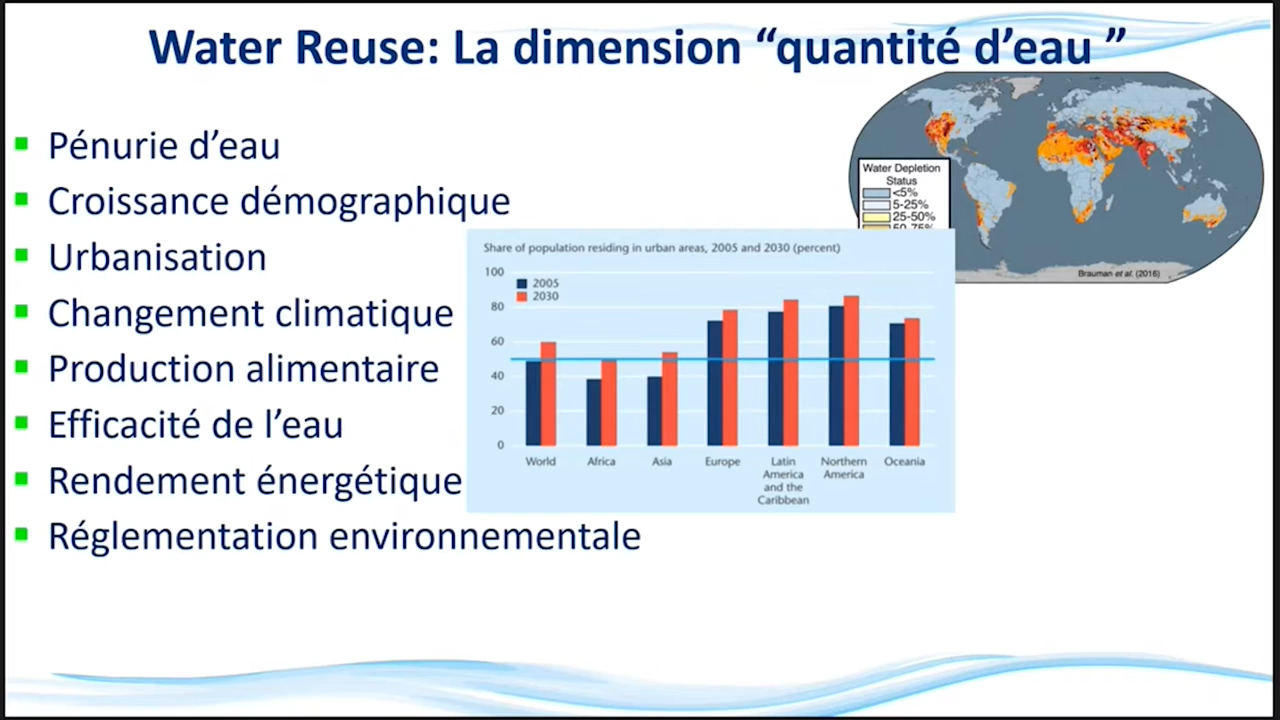 Water Reuse: La dimension “quantité d’eau ”
Pénurie d’eau
Croissance démographique
Urbanisation
Changement climatique
Production alimentaire
Efficacité de l’eau
Rendement énergétique
Réglementation environnementale
Water Depletion
Status
<5%
5-25%
25-50%
50-75%
Brauman et al. (2016)
Share of population residing in urban areas, 2005 and 2030 (percent)
100
80
60
40
20
0
2005
2030
World
Africa
Asia
Europe
Latin
America
and the
Caribbean
Northern
America
Oceania